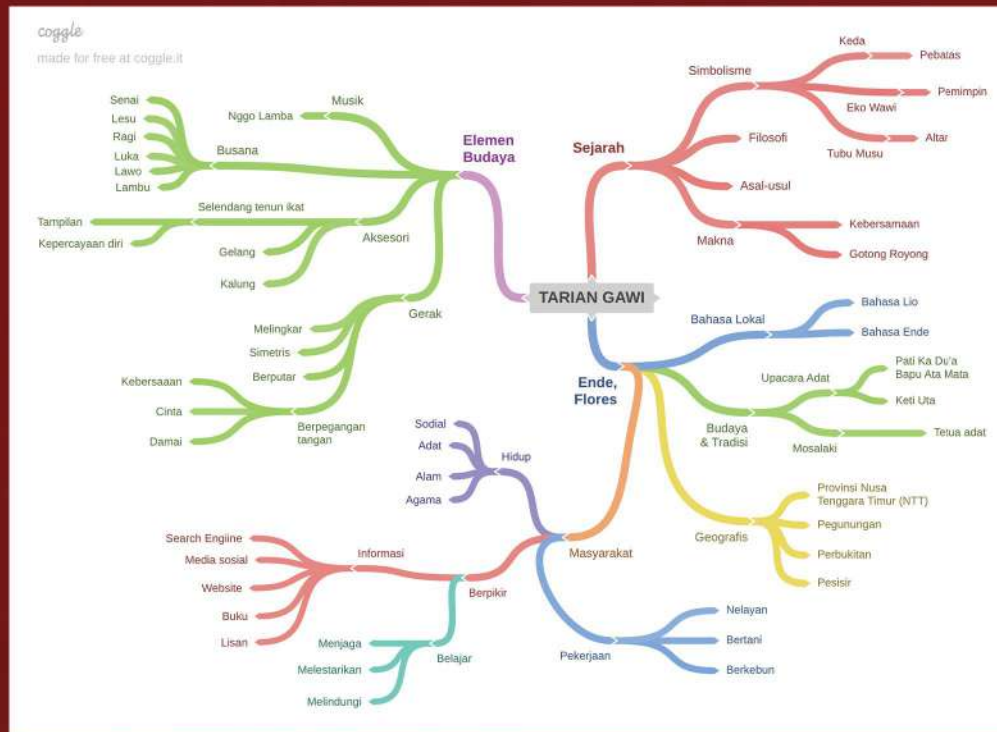 coggle
made for free at coggle.it
TARIAN GAWI
Elemen
Budaya
Musik
Nggo Lamba
Busana
Senai
Lesu
Ragi
Luka
Lawo
Lambu
Aksesori
Selendang tenun ikat
Tampilan
Kepercayaan diri
Gelang
Kalung
Gerak
Melingkar
Simetris
Berputar
Berpegangan
tangan
Kebersaaan
Cinta
Damai
Sejarah
Simbolisme
Keda
Pebatas
Eko Wawi
Pemimpin
Tubu Musu
Altar
Filosofi
Asal-usul
Makna
Kebersamaan
Gotong Royong
Ende,
Flores
Bahasa Lokal
Bahasa Lio
Bahasa Ende
Budaya
& Tradisi
Upacara Adat
Pati Ka Du'a
Bapu Ata Mata
Keti Uta
Mosalaki
Tetua adat
Geografis
Provinsi Nusa
Tenggara Timur (NTT)
Pegunungan
Perbukitan
Pesisir
Masyarakat
Hidup
Sodial
Adat
Alam
Agama
Berpikir
Informasi
Search Engiine
Media sosial
Website
Buku
Lisan
Belajar
Menjaga
Melestarikan
Melindungi
Pekerjaan
Nelayan
Bertani
Berkebun